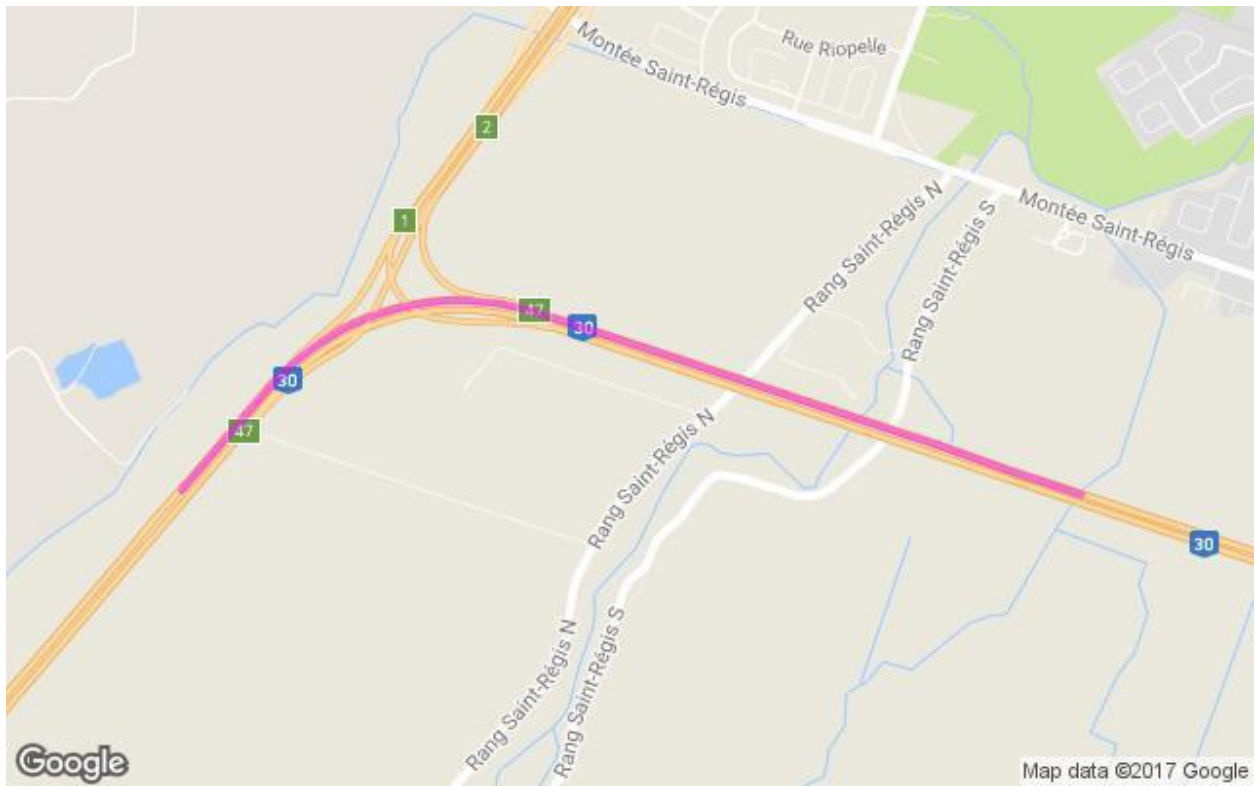 Montée Saint-Régis
Rue Riopelle
2
1
Rang Saint-Régis N
Rang Saint-Régis S
Montée Saint-Régis
47
30
30
47
Rang Saint-Régis N
30
Rang Saint-Régis N
Rang Saint-Régis S
Google
Map data ©2017 Google